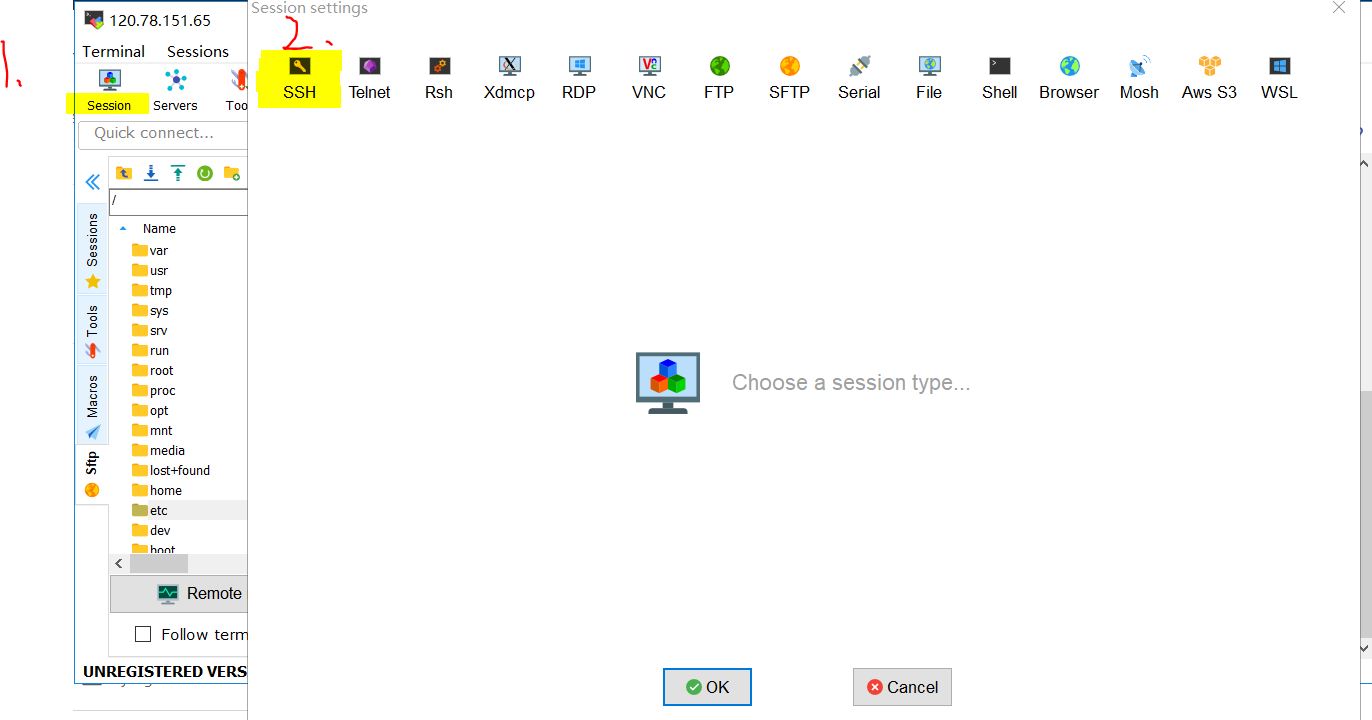 120.78.151.65
Session settings
1.
2.
Terminal Sessions
Session Servers Too
SSH Telnet Rsh Xdmcp RDP VNC FTP SFTP Serial File Shell Browser Mosh Aws S3 WSL
Quick connect...
/
Sessions
Tools
Macros
Sftp
Name
var
usr
tmp
sys
srv
run
root
proc
opt
mnt
media
lost+found
home
etc
dev
boot
Choose a session type...
Remote
Follow term
UNREGISTERED VERS
OK
Cancel